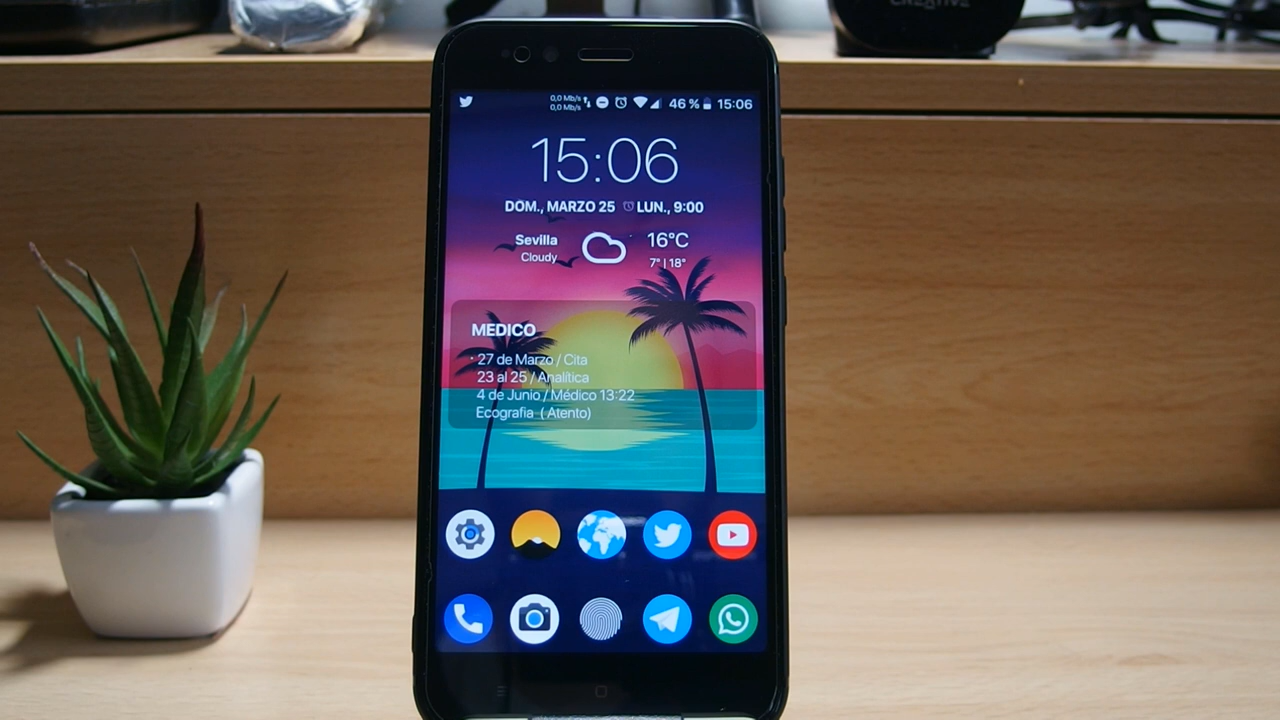 CREATIVE
0,0 Mb/s
0,0 Mb/s
46 % 15:06
15:06
DOM., MARZO 25 LUN., 9:00
Sevilla 16°C
Cloudy 7° | 18°
MEDICO
27 de Marzo / Cita
23 al 25 / Analítica
4 de Junio / Médico 13:22
Ecografia ( Atento)